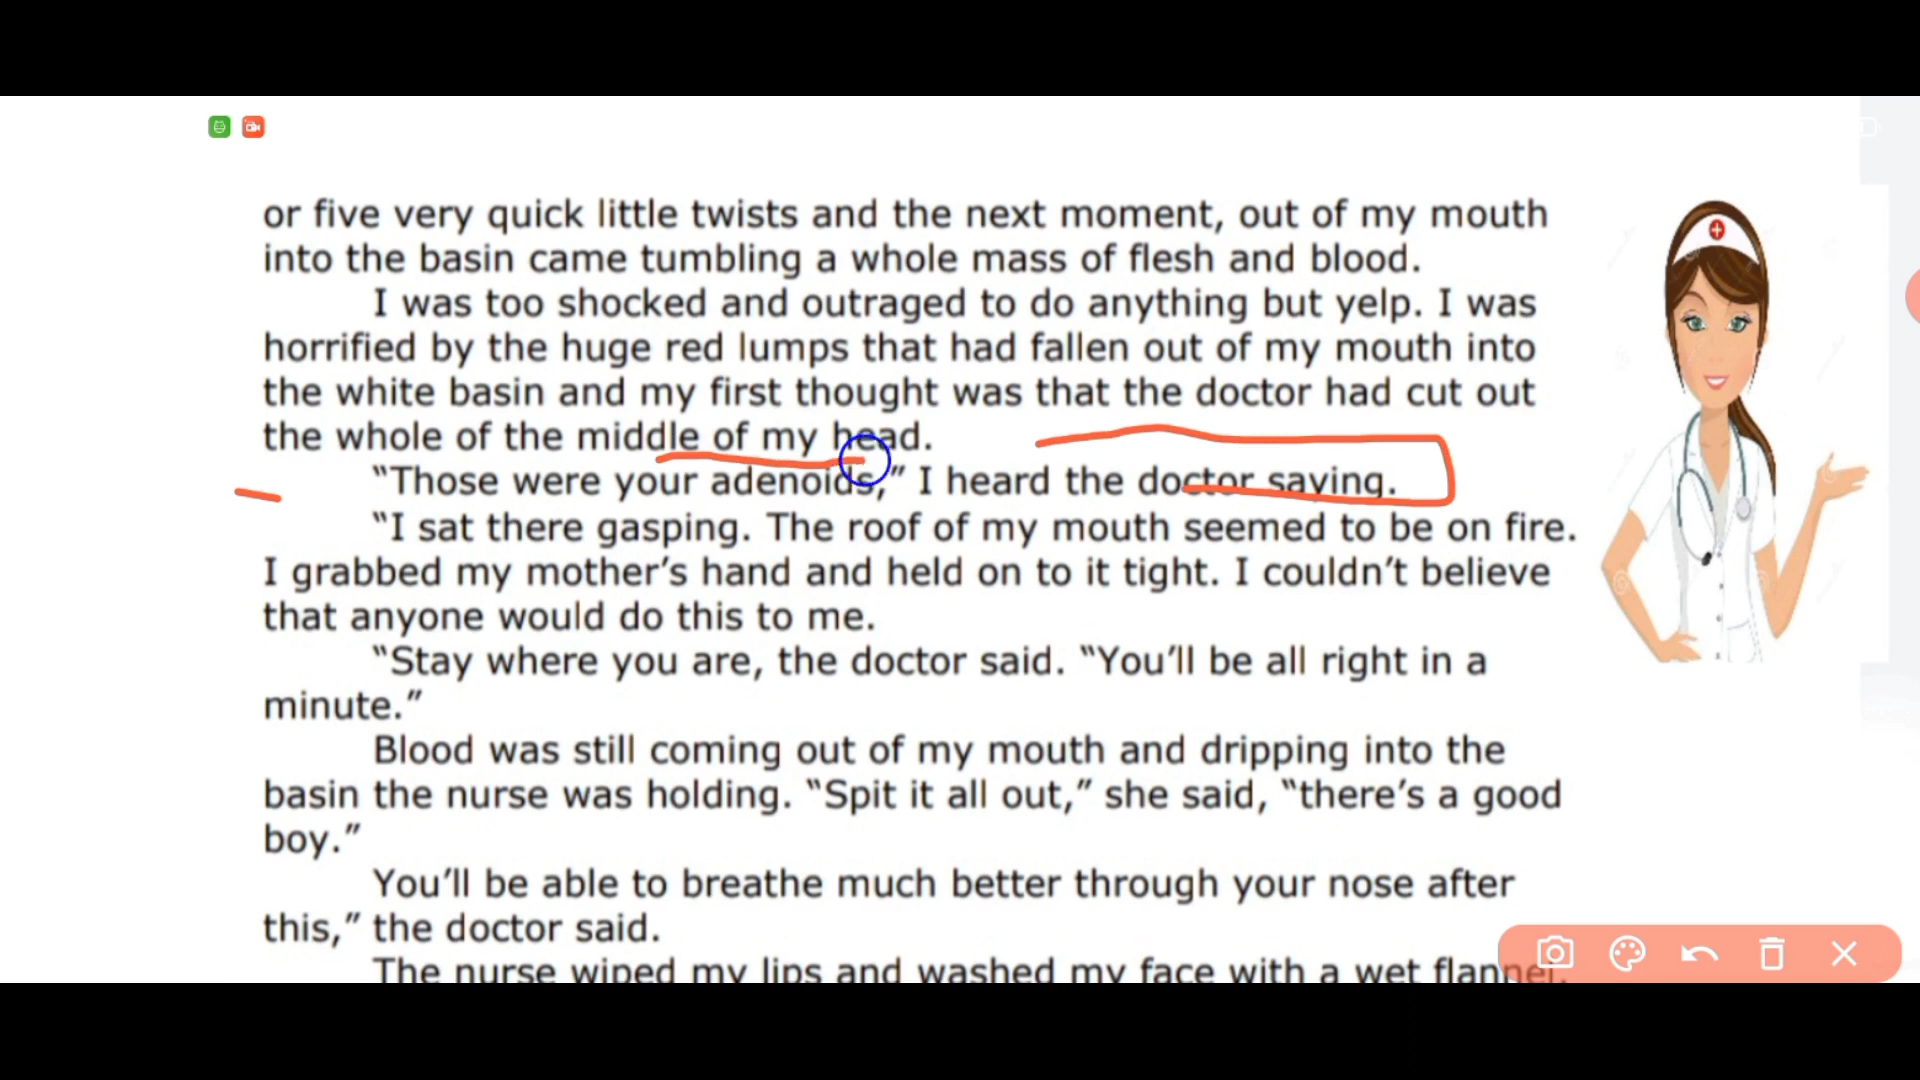 or five very quick little twists and the next moment, out of my mouth
into the basin came tumbling a whole mass of flesh and blood.
I was too shocked and outraged to do anything but yelp. I was
horrified by the huge red lumps that had fallen out of my mouth into
the white basin and my first thought was that the doctor had cut out
the whole of the middle of my head.
“Those were your adenoids,” I heard the doctor saying.
“I sat there gasping. The roof of my mouth seemed to be on fire.
I grabbed my mother’s hand and held on to it tight. I couldn’t believe
that anyone would do this to me.
“Stay where you are, the doctor said. “You’ll be all right in a
minute.”
Blood was still coming out of my mouth and dripping into the
basin the nurse was holding. “Spit it all out,” she said, “there’s a good
boy.”
You’ll be able to breathe much better through your nose after
this,” the doctor said.
The nurse wiped my lips and washed my face with a wet flannel.